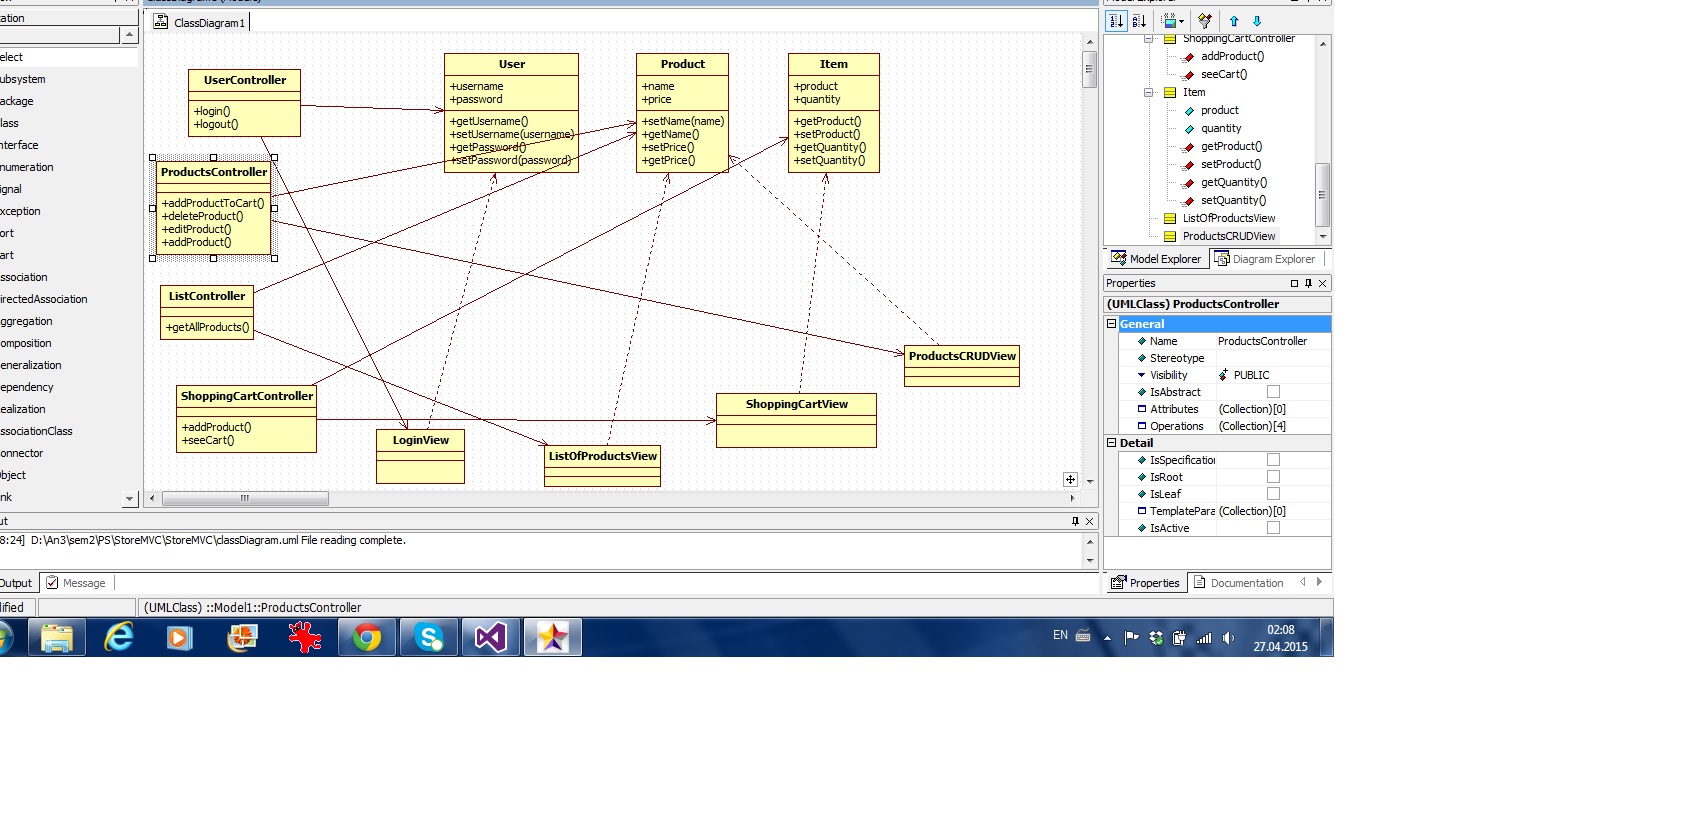 ClassDiagram1
UserController
+login()
+logout()
User
+username
+password
+getUsername()
+setUsername(username)
+getPassword()
+setPassword(password)
Product
+name
+price
+setName(name)
+getName()
+setPrice()
+getPrice()
Item
+product
+quantity
+getProduct()
+setProduct()
+getQuantity()
+setQuantity()
ProductsController
+addProductToCart()
+deleteProduct()
+editProduct()
+addProduct()
ListController
+getAllProducts()
ShoppingCartController
+addProduct()
+seeCart()
LoginView
ListOfProductsView
ShoppingCartView
ProductsCRUDView
tation
elect
ubsystem
ackage
lass
nterface
numeration
ignal
xception
ort
art
ssociation
irectedAssociation
ggregation
omposition
eneralization
ependency
ealization
ssociationClass
onnector
bject
nk
ut
8:24] D:\An3\sem2\PS\StoreMVC\StoreMVC\classDiagram.uml File reading complete.
Output
Message
ified
(UMLClass) ::Model1::ProductsController
ShoppingCartController
addProduct()
seeCart()
Item
product
quantity
getProduct()
setProduct()
getQuantity()
setQuantity()
ListOfProductsView
ProductsCRUDView
Model Explorer
Diagram Explorer
Properties
(UMLClass) ProductsController
General
Name ProductsController
Stereotype
Visibility PUBLIC
IsAbstract
Attributes (Collection)[0]
Operations (Collection)[4]
Detail
IsSpecificatio
IsRoot
IsLeaf
TemplatePara (Collection)[0]
IsActive
Properties
Documentation
EN
02:08
27.04.2015